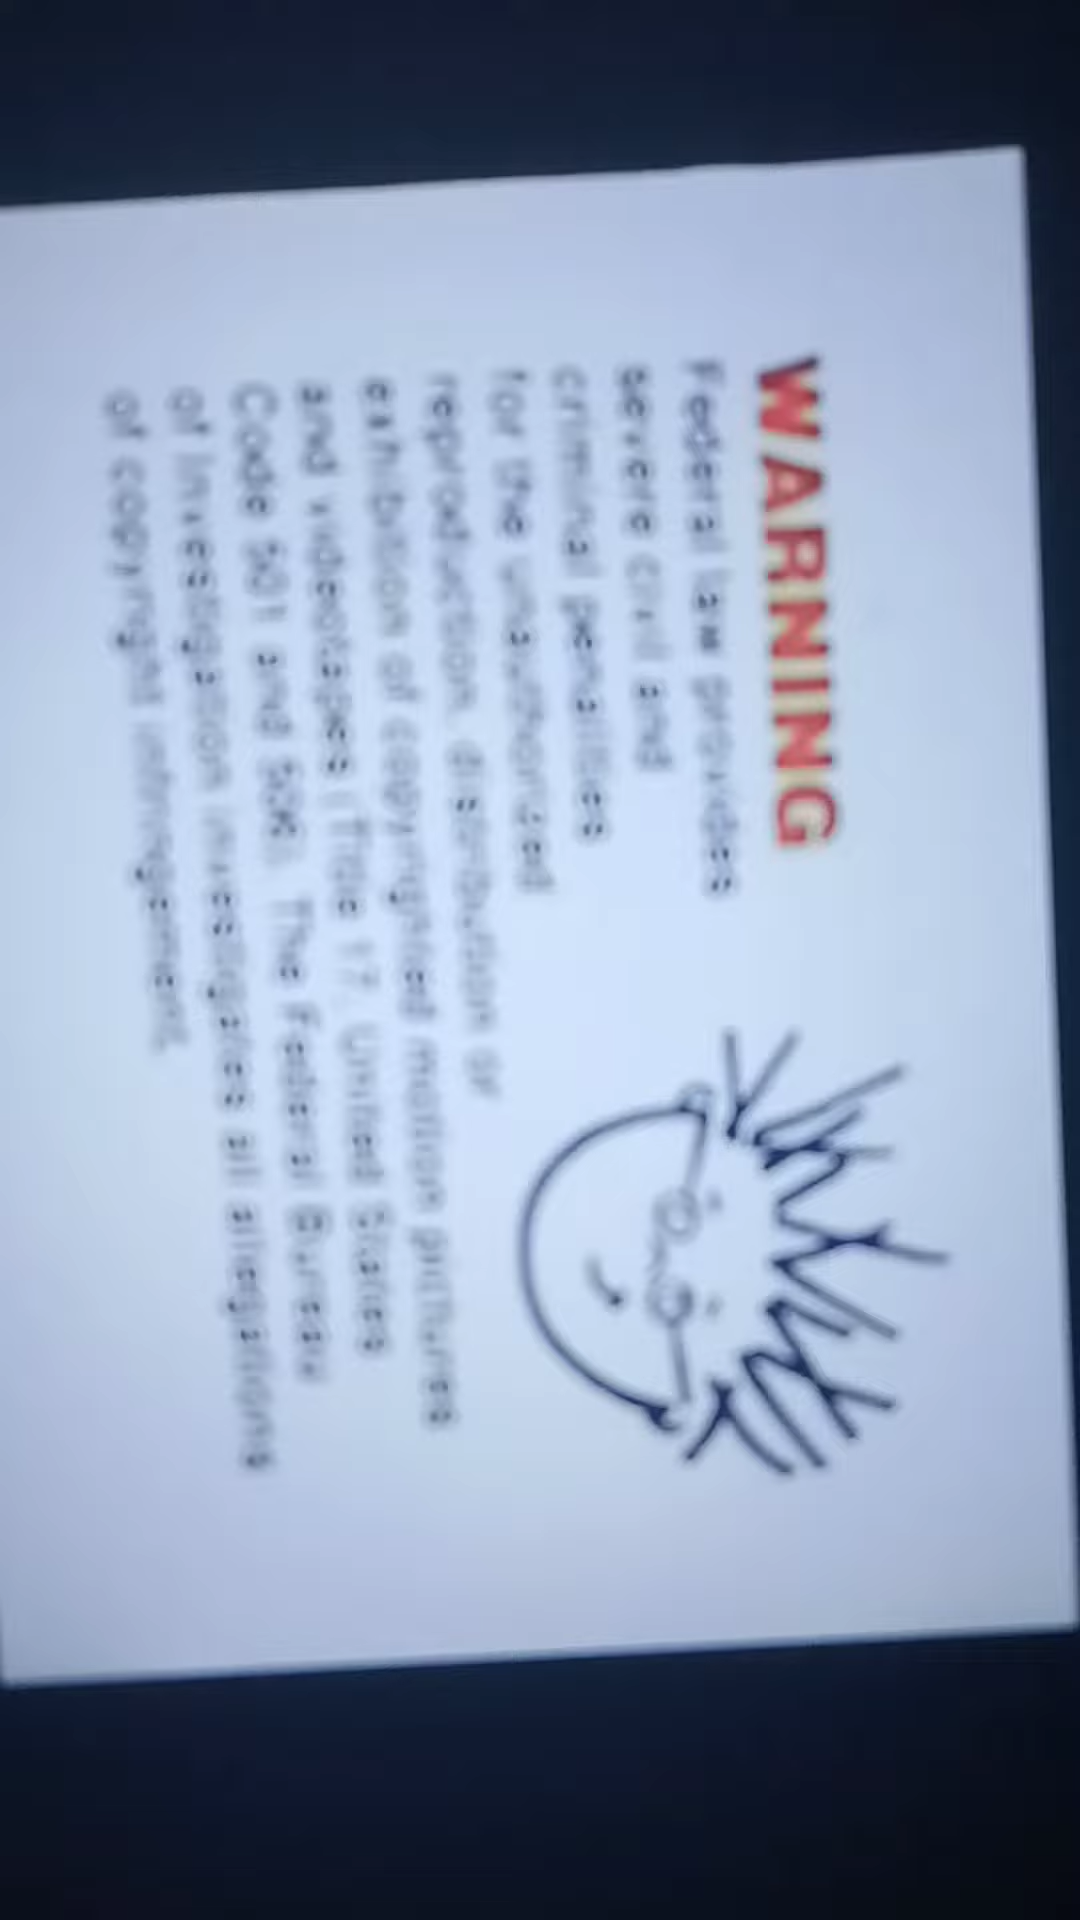 WARNING
Federal law provides
severe civil and
criminal penalties
for the unauthorized
reproduction, distribution or
exhibition of copyrighted motion pictures
and videotapes (Title 17, United States
Code 501 and 506). The Federal Bureau
of Investigation investigates all allegations
of copyright infringement.